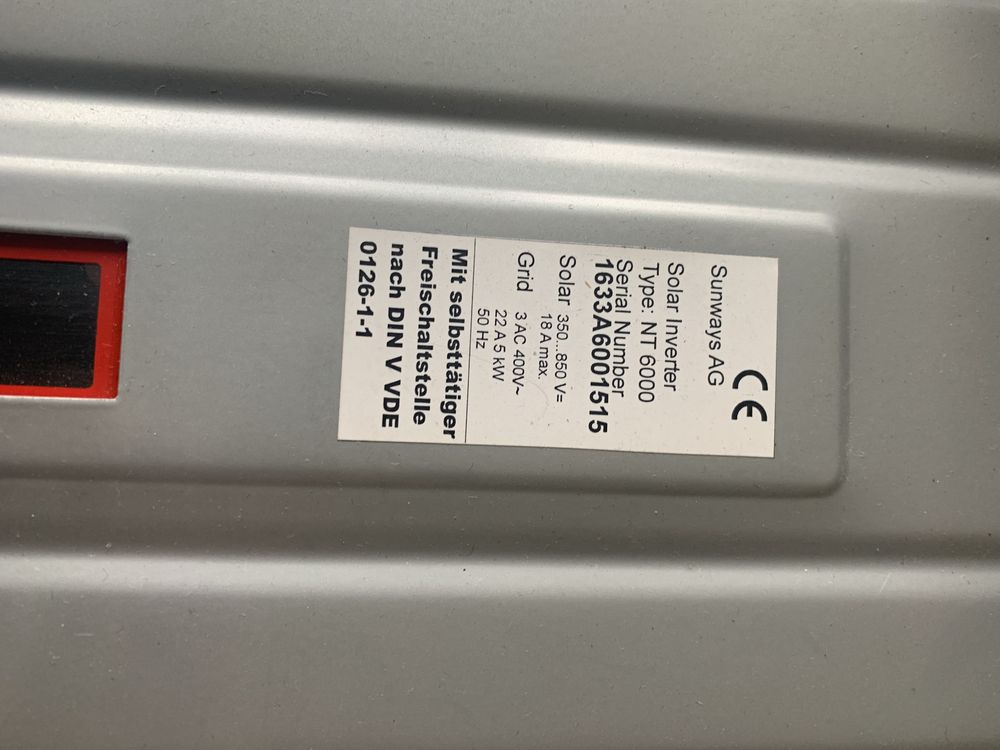 CE
Sunways AG
Solar Inverter
Type: NT 6000
Serial Number
1633A6001515
Solar 350...850 V=
18 A max.
Grid 3 AC 400V~
22 A 5 kW
50 Hz
Mit selbsttätiger
Freischaltstelle
nach DIN V VDE
0126-1-1